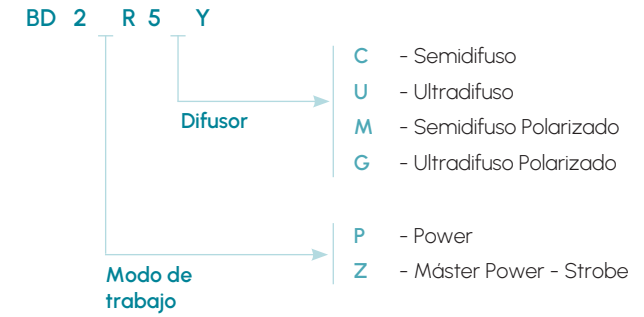 BD 2 _ R 5 _ Y
C - Semidifuso
U - Ultradifuso
Difusor
M - Semidifuso Polarizado
G - Ultradifuso Polarizado
P - Power
Z - Máster Power - Strobe
Modo de
trabajo